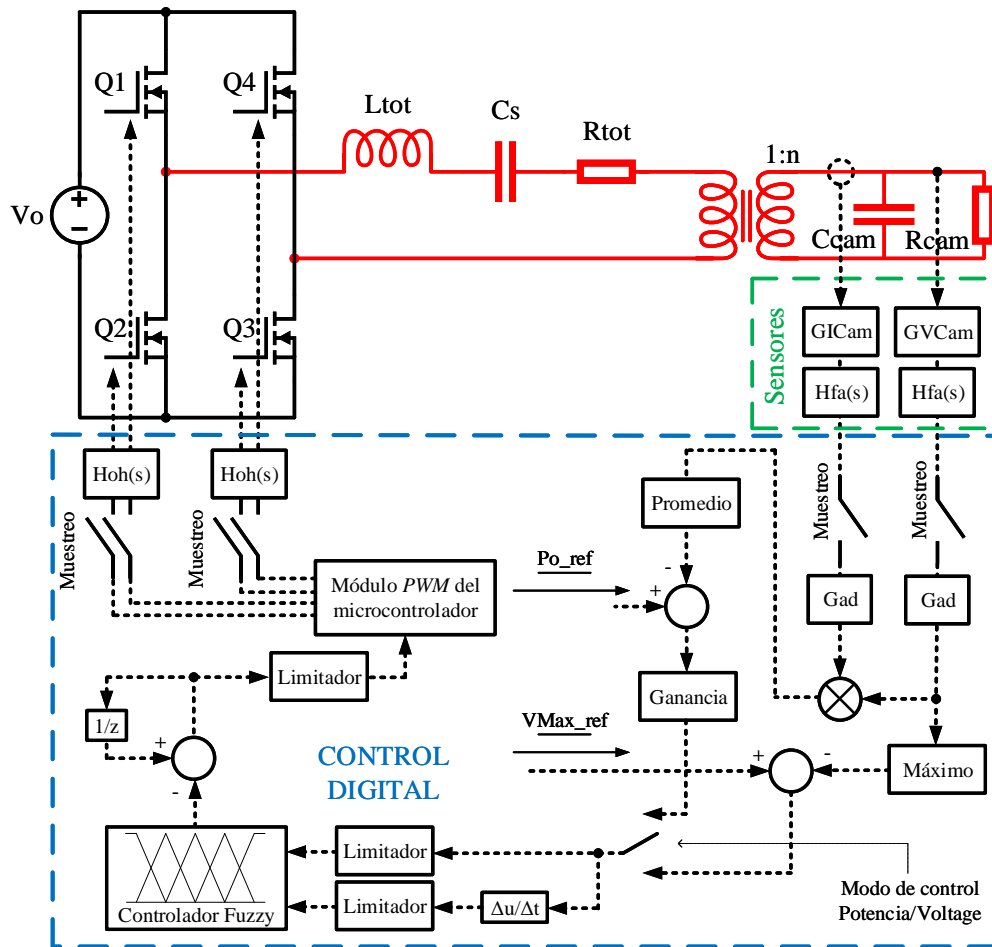 Q1
Q4
Ltot
Cs
Rtot
1:n
+
Vo
−
Ccam
Rcam
Q2
Q3
Sensores
GICam
GVCam
Hfa(s)
Hfa(s)
Hoh(s)
Hoh(s)
Muestreo
Muestreo
Muestreo
Muestreo
Promedio
Módulo PWM del
microcontrolador
Po_ref
-
+
Gad
Gad
Limitador
Ganancia
1/z
+
-
VMax_ref
+
-
Máximo
CONTROL
DIGITAL
Limitador
Limitador
Δu/Δt
Controlador Fuzzy
Modo de control
Potencia/Voltage